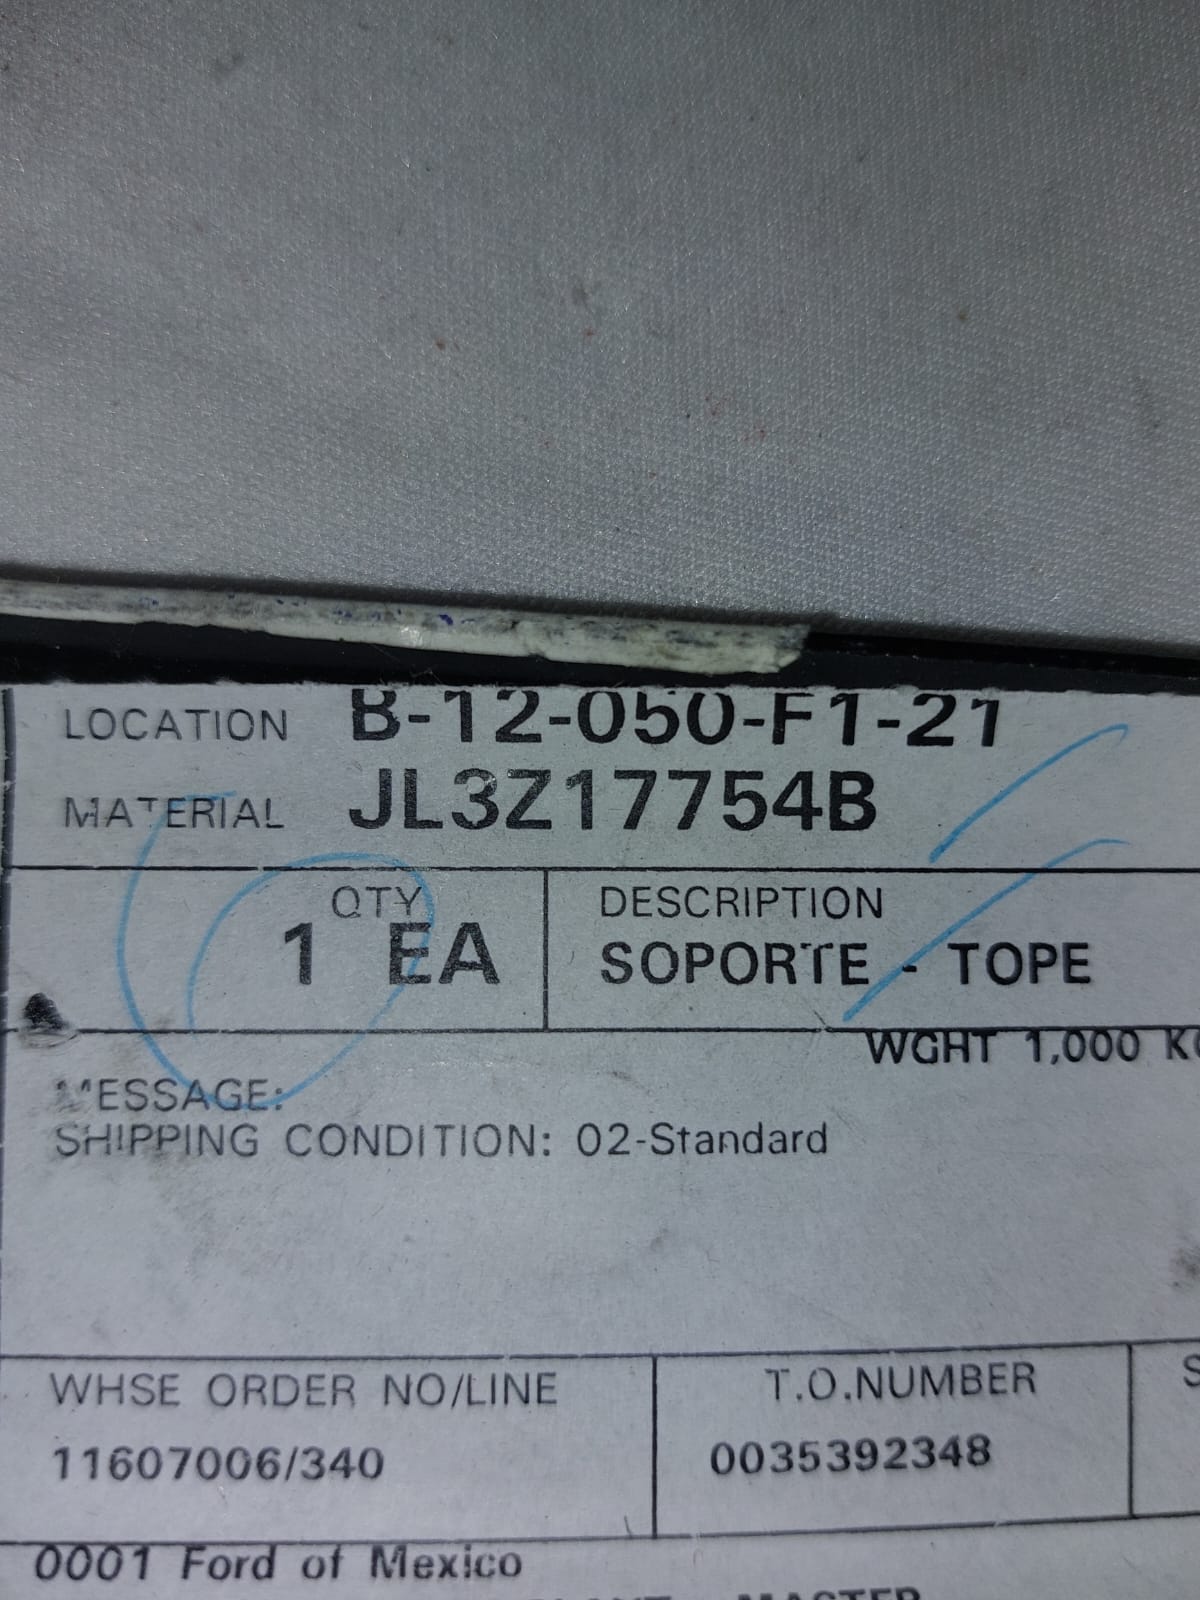 LOCATION B-12-050-F1-21
MATERIAL JL3Z17754B
QTY
1 EA
DESCRIPTION
SOPORTE - TOPE
WGHT 1,000 K
MESSAGE:
SHIPPING CONDITION: 02-Standard
WHSE ORDER NO/LINE
11607006/340
T.O.NUMBER
0035392348
S
0001 Ford of Mexico